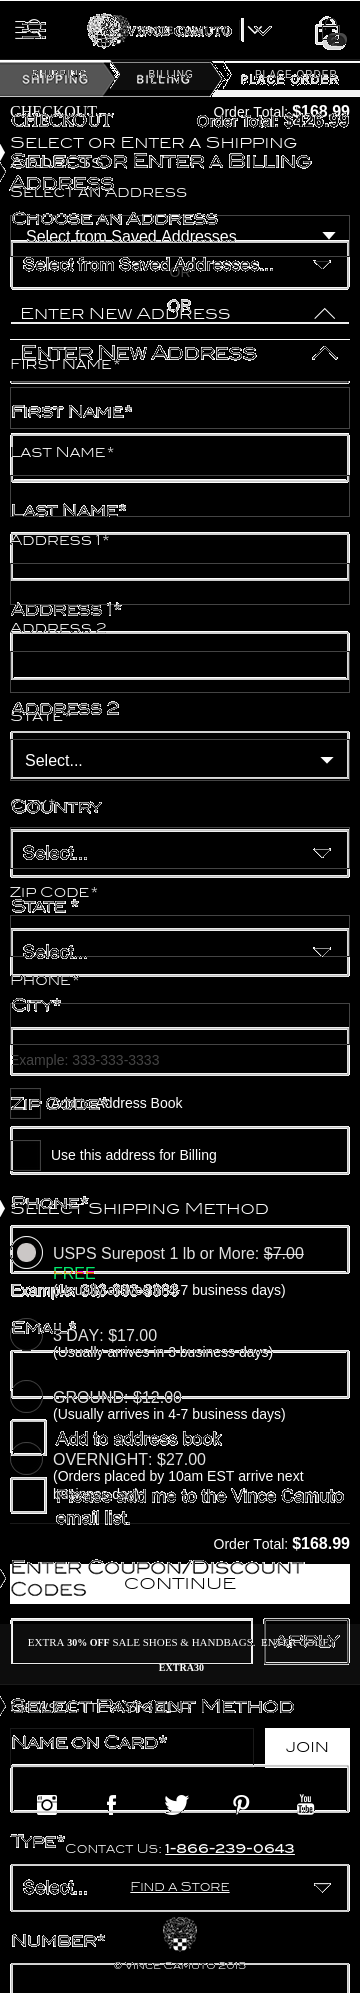 VINCE CAMUTO
SHIPPING BILLING PLACE ORDER
SHIPPING BILLING PLACE ORDER
CHECKOUT Order Total: $168.99
CHECKOUT Order Total:
Select or Enter a Shipping
Select or Enter a Billing
Address
Select an Address
Choose an Address
Select from Saved Addresses
Select from Saved Addresses...
OR
OR
Enter New Address
Enter New Address
First Name*
First Name*
Last Name*
Last Name*
Address 1*
Address 1*
Address 2
Address 2
State*
Select...
Country
Select...
Zip Code*
State *
Select...
Phone*
City*
Example: 333-333-3333
Add to Address Book
Zip Code*
Use this address for Billing
Phone*
Select Shipping Method
USPS Surepost 1 lb or More: $7.00
FREE
Example: 333-333-3333
(Usually arrives in 4-7 business days)
Email*
3 DAY: $17.00
(Usually arrives in 3 business days)
GROUND: $12.00
(Usually arrives in 4-7 business days)
Add to address book
OVERNIGHT: $27.00
(Orders placed by 10am EST arrive next
business day)
Please add me to the Vince Camuto
email list.
Order Total: $168.99
Enter Coupon/Discount
Codes
CONTINUE
EXTRA 30% OFF SALE SHOES & HANDBAGS.
APPLY
EXTRA30
Select Payment Method
Name on Card*
JOIN
Type*
Contact Us: 1-866-239-0643
Select...
Find a Store
Number*
© Vince Camuto 2015